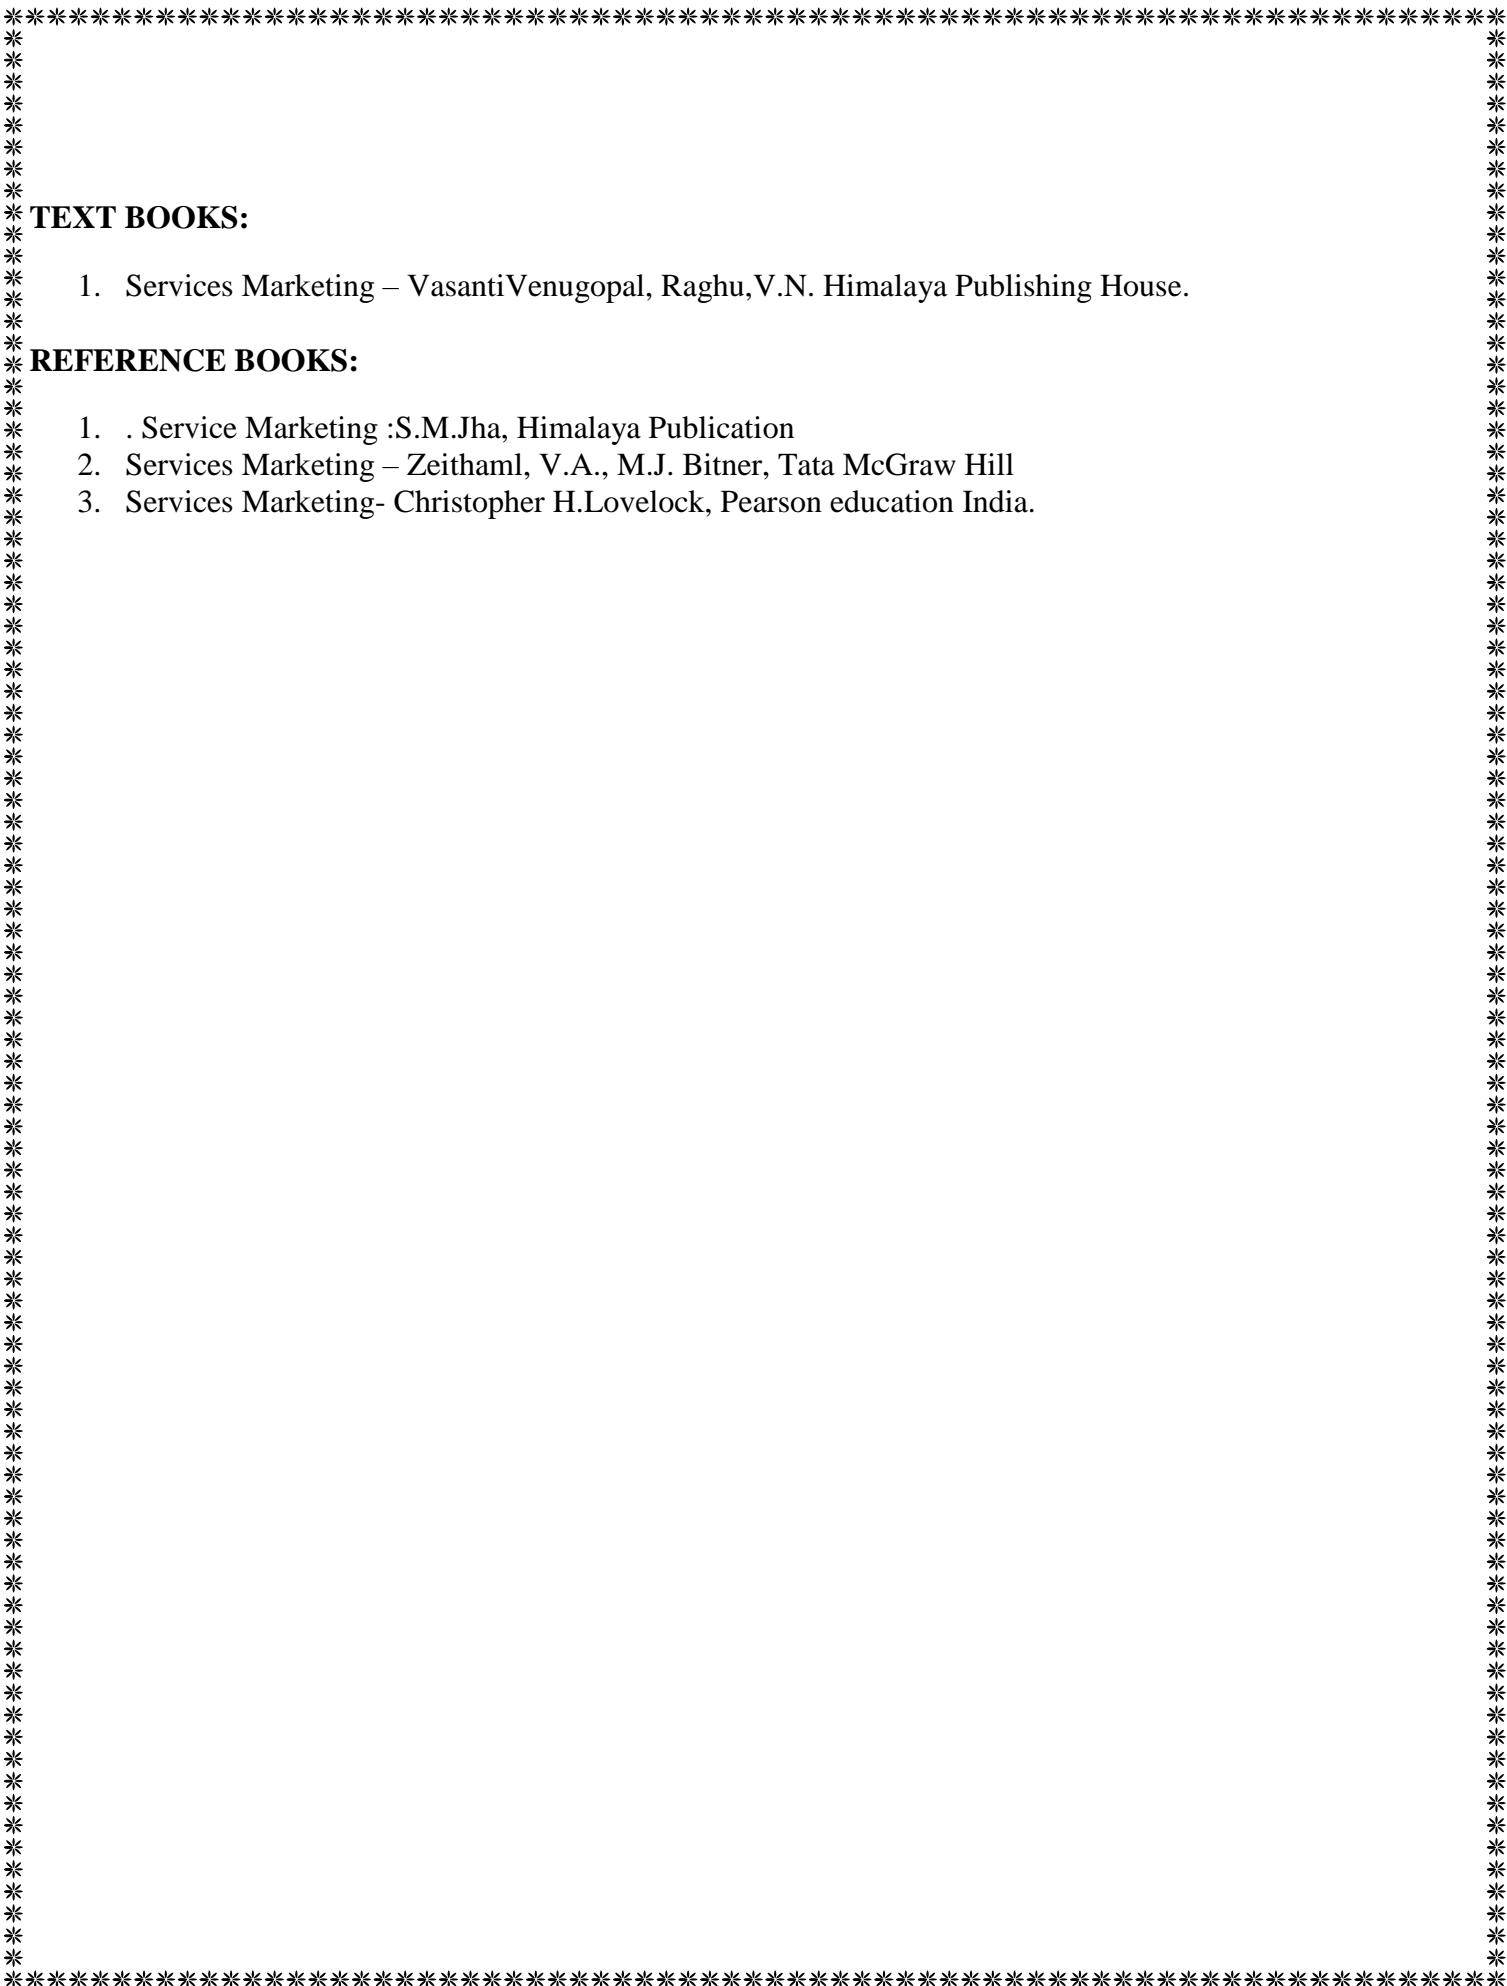 TEXT BOOKS:
1. Services Marketing – VasantiVenugopal, Raghu,V.N. Himalaya Publishing House.
REFERENCE BOOKS:
1. . Service Marketing :S.M.Jha, Himalaya Publication
2. Services Marketing – Zeithaml, V.A., M.J. Bitner, Tata McGraw Hill
3. Services Marketing- Christopher H.Lovelock, Pearson education India.